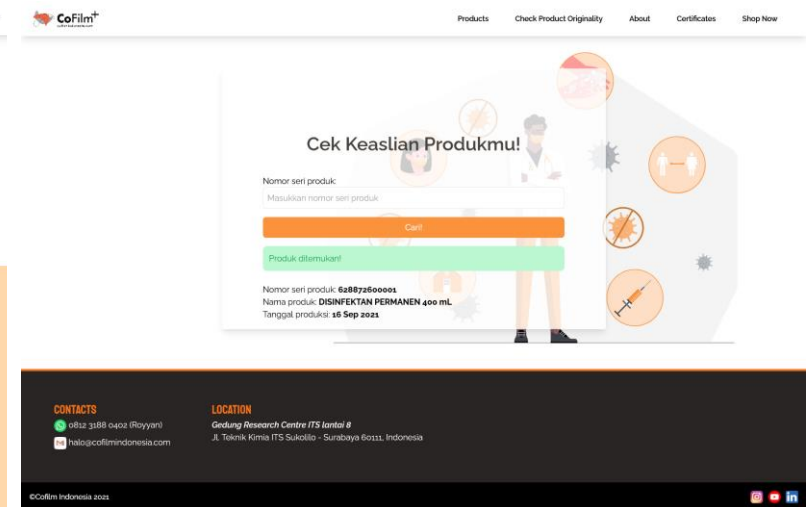 CoFilm+
Products
Check Product Originality
About
Certificates
Shop Now
Cek Keaslian Produkmu!
Nomor seri produk:
Masukkan nomor seri produk
Cari!
Produk ditemukan!
Nomor seri produk: 628872600001
Nama produk: DISINFEKTAN PERMANEN 400 mL
Tanggal produksi: 16 Sep 2021
CONTACTS
0812 3188 0402 (Royyan)
halo@cofilmindonesia.com
LOCATION
Gedung Research Centre ITS lantai 8
Jl. Teknik Kimia ITS Sukolilo - Surabaya 60111, Indonesia
©Cofilm Indonesia 2021